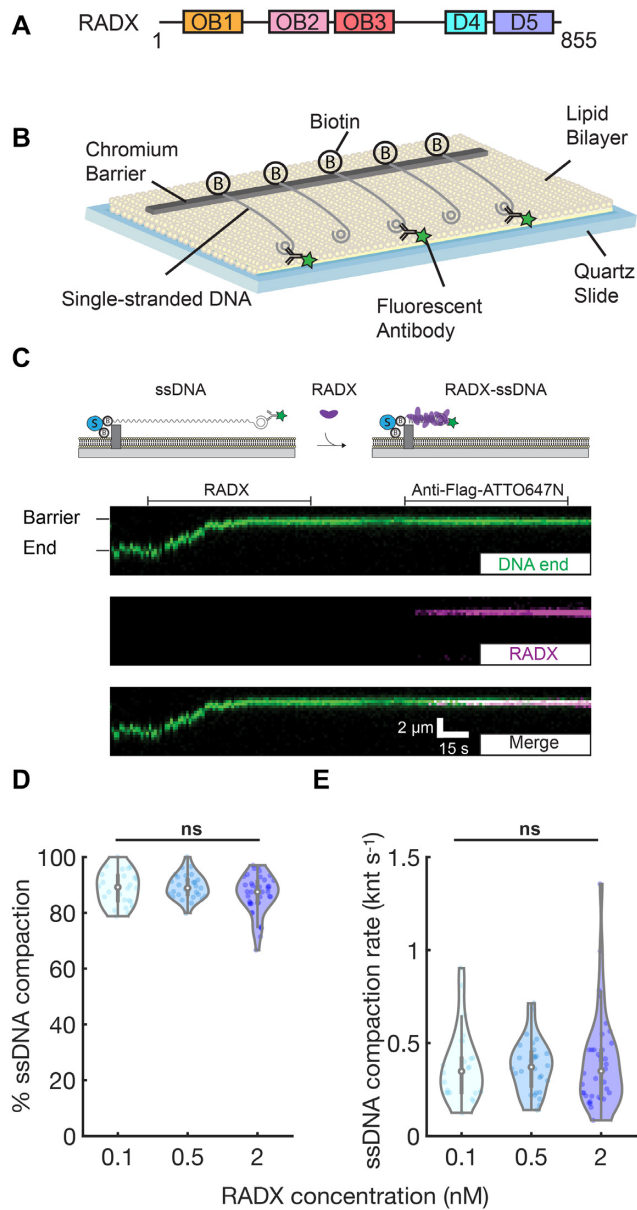 A
RADX
OB1
OB2
OB3
D4
D5
1
855
B
Biotin
Lipid
Bilayer
Chromium
Barrier
B B B B B
Single-stranded DNA
Fluorescent
Antibody
Quartz
Slide
C
ssDNA
RADX
RADX-ssDNA
S B B
S B B
RADX
Anti-Flag-ATTO647N
Barrier
End
DNA end
RADX
2 µm
15 s
Merge
D
ns
% ssDNA compaction
100
80
60
40
20
0
0.1 0.5 2
E
ns
ssDNA compaction rate (knt s⁻¹)
1.5
1
0.5
0
0.1 0.5 2
RADX concentration (nM)